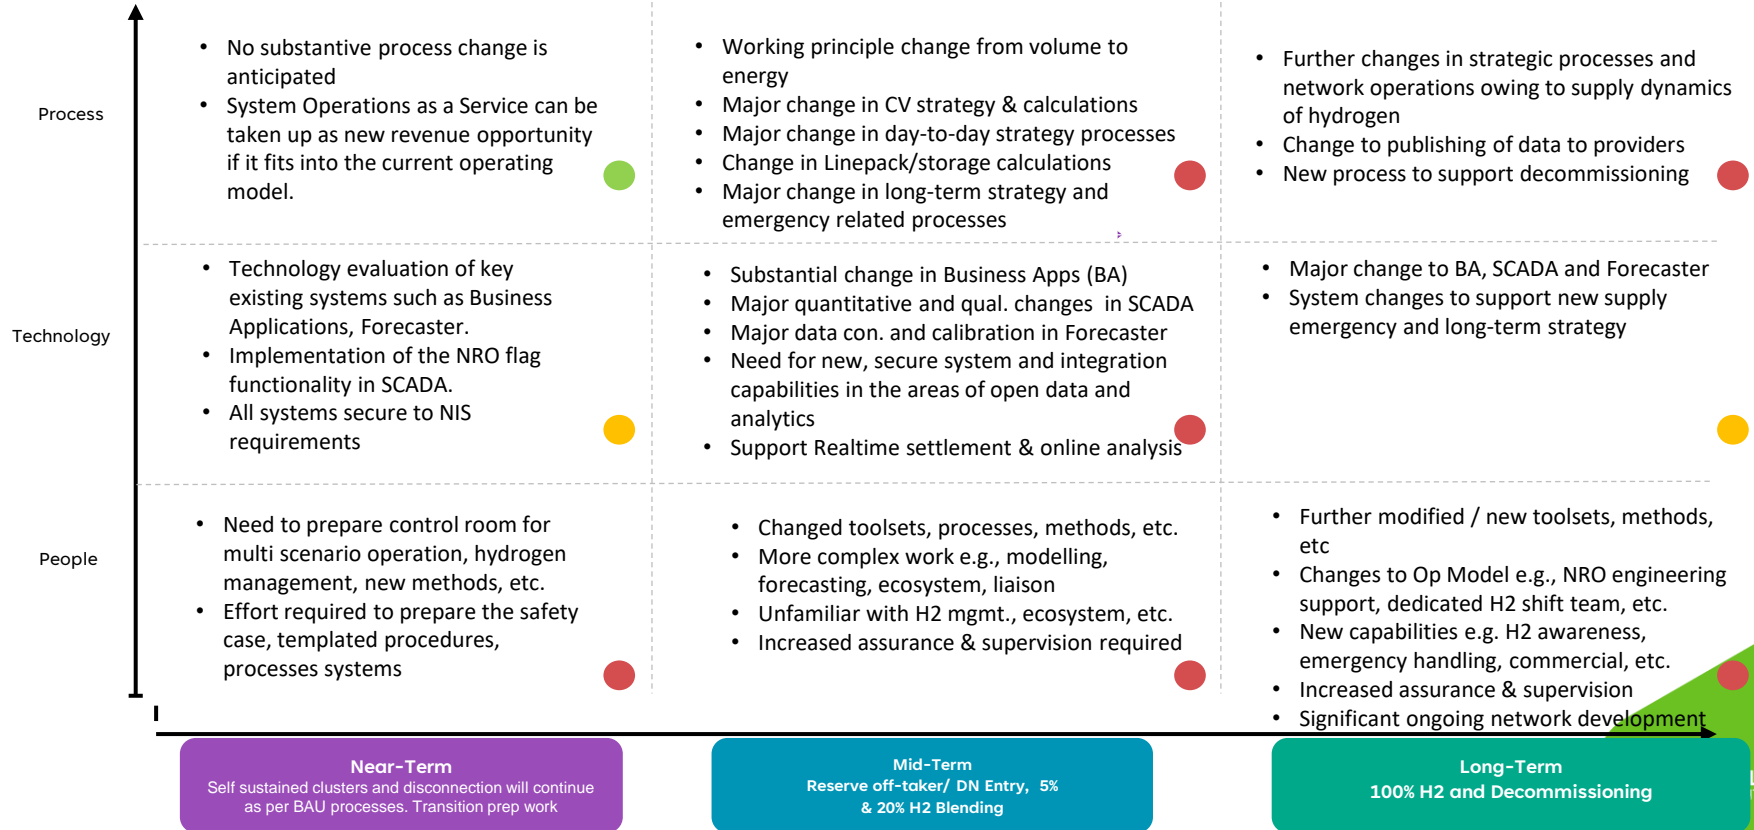 Process
• No substantive process change is
anticipated
• System Operations as a Service can be
taken up as new revenue opportunity
if it fits into the current operating
model.
• Working principle change from volume to
energy
• Major change in CV strategy & calculations
• Major change in day-to-day strategy processes
• Change in Linepack/storage calculations
• Major change in long-term strategy and
emergency related processes
• Further changes in strategic processes and
network operations owing to supply dynamics
of hydrogen
• Change to publishing of data to providers
• New process to support decommissioning
Technology
• Technology evaluation of key
existing systems such as Business
Applications, Forecaster.
• Implementation of the NRO flag
functionality in SCADA.
• All systems secure to NIS
requirements
• Substantial change in Business Apps (BA)
• Major quantitative and qual. changes in SCADA
• Major data con. and calibration in Forecaster
• Need for new, secure system and integration
capabilities in the areas of open data and
analytics
• Support Realtime settlement & online analysis
• Major change to BA, SCADA and Forecaster
• System changes to support new supply
emergency and long-term strategy
People
• Need to prepare control room for
multi scenario operation, hydrogen
management, new methods, etc.
• Effort required to prepare the safety
case, templated procedures,
processes systems
• Changed toolsets, processes, methods, etc.
• More complex work e.g., modelling,
forecasting, ecosystem, liaison
• Unfamiliar with H2 mgmt., ecosystem, etc.
• Increased assurance & supervision required
• Further modified / new toolsets, methods,
etc
• Changes to Op Model e.g., NRO engineering
support, dedicated H2 shift team, etc.
• New capabilities e.g. H2 awareness,
emergency handling, commercial, etc.
• Increased assurance & supervision
• Significant ongoing network development
Near-Term
Self sustained clusters and disconnection will continue
as per BAU processes. Transition prep work
Mid-Term
Reserve off-taker/ DN Entry, 5%
& 20% H2 Blending
Long-Term
100% H2 and Decommissioning